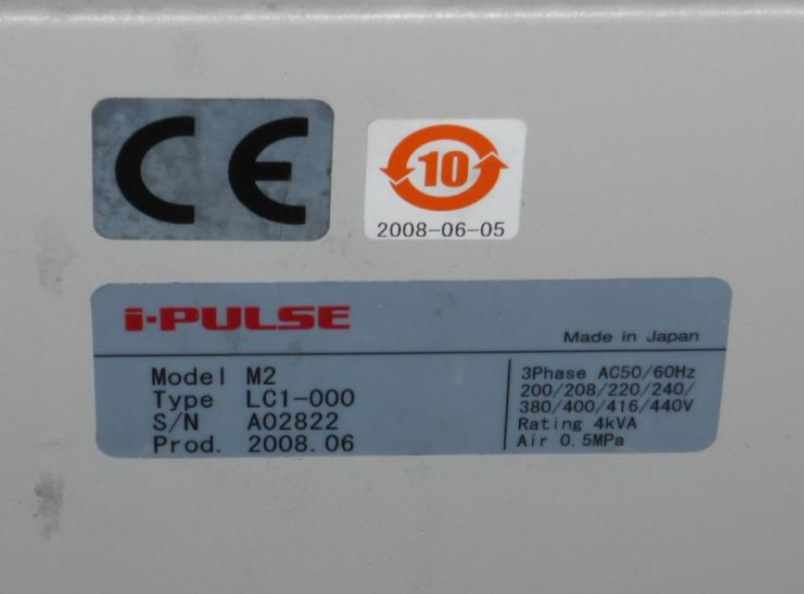 CE
10
2008-06-05
i-PULSE
Made in Japan
Model M2
Type LC1-000
S/N A02822
Prod. 2008.06
3Phase AC50/60Hz
200/208/220/240/
380/400/416/440V
Rating 4kVA
Air 0.5MPa